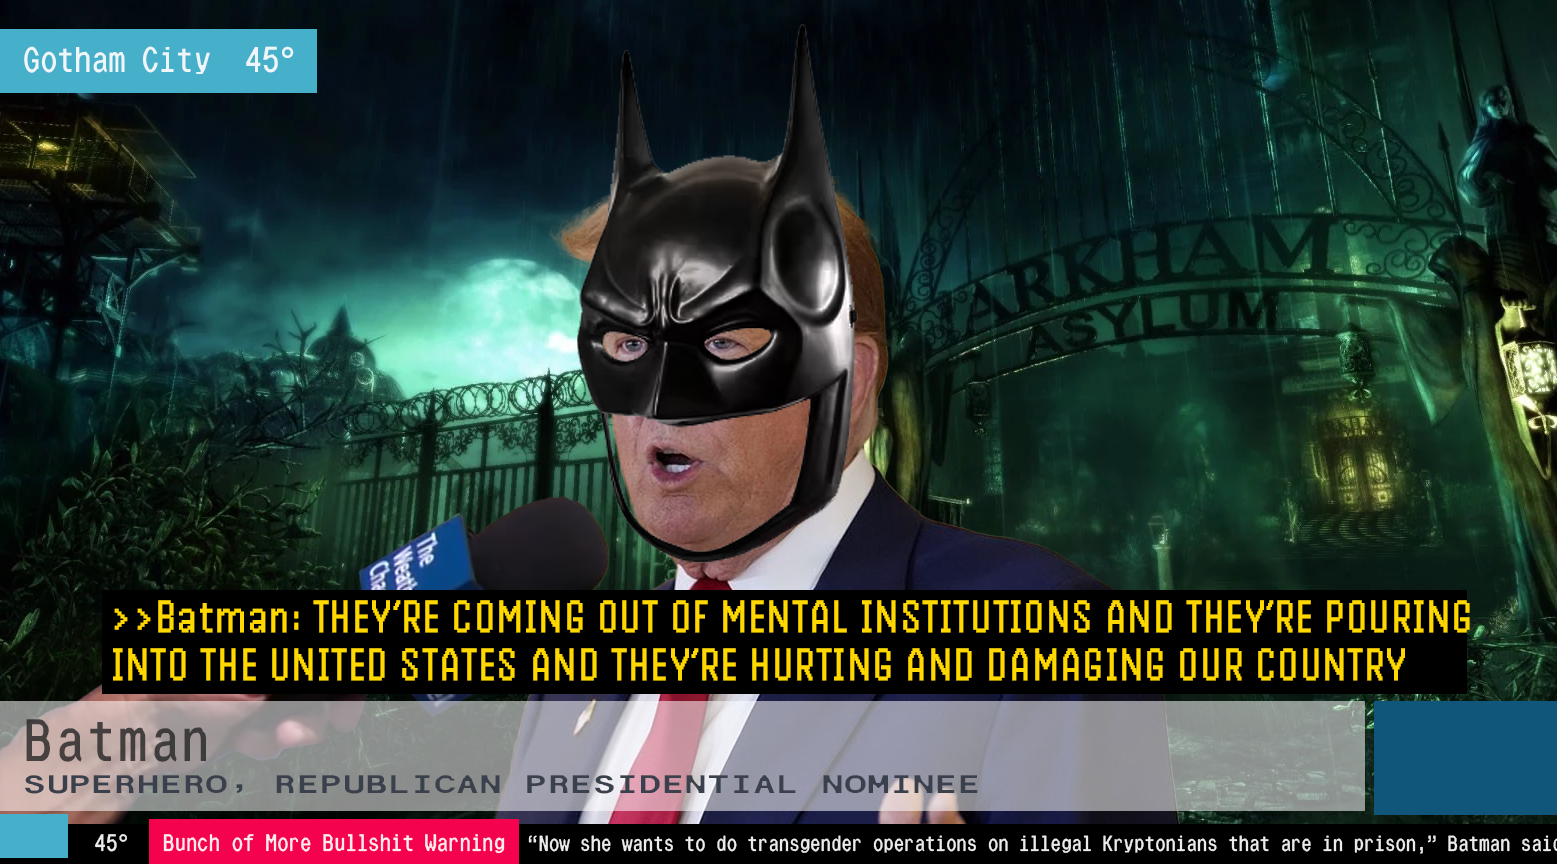 Gotham City 45°
ARKHAM
ASYLUM
The
>>Batman: THEY'RE COMING OUT OF MENTAL INSTITUTIONS AND THEY'RE POURING
INTO THE UNITED STATES AND THEY'RE HURTING AND DAMAGING OUR COUNTRY
Batman
SUPERHERO, REPUBLICAN PRESIDENTIAL NOMINEE
45° Bunch of More Bullshit Warning “Now she wants to do transgender operations on illegal Kryptonians that are in prison,” Batman said